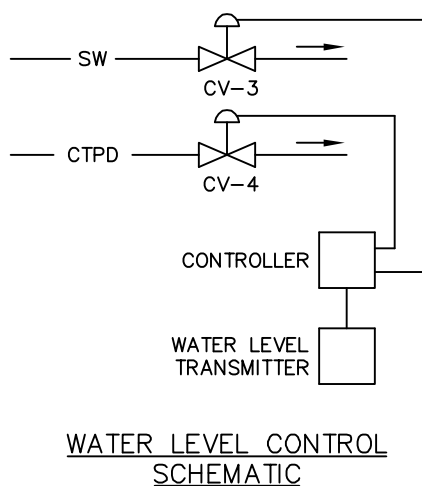 SW
CV-3
CTPD
CV-4
CONTROLLER
WATER LEVEL
TRANSMITTER
WATER LEVEL CONTROL
SCHEMATIC